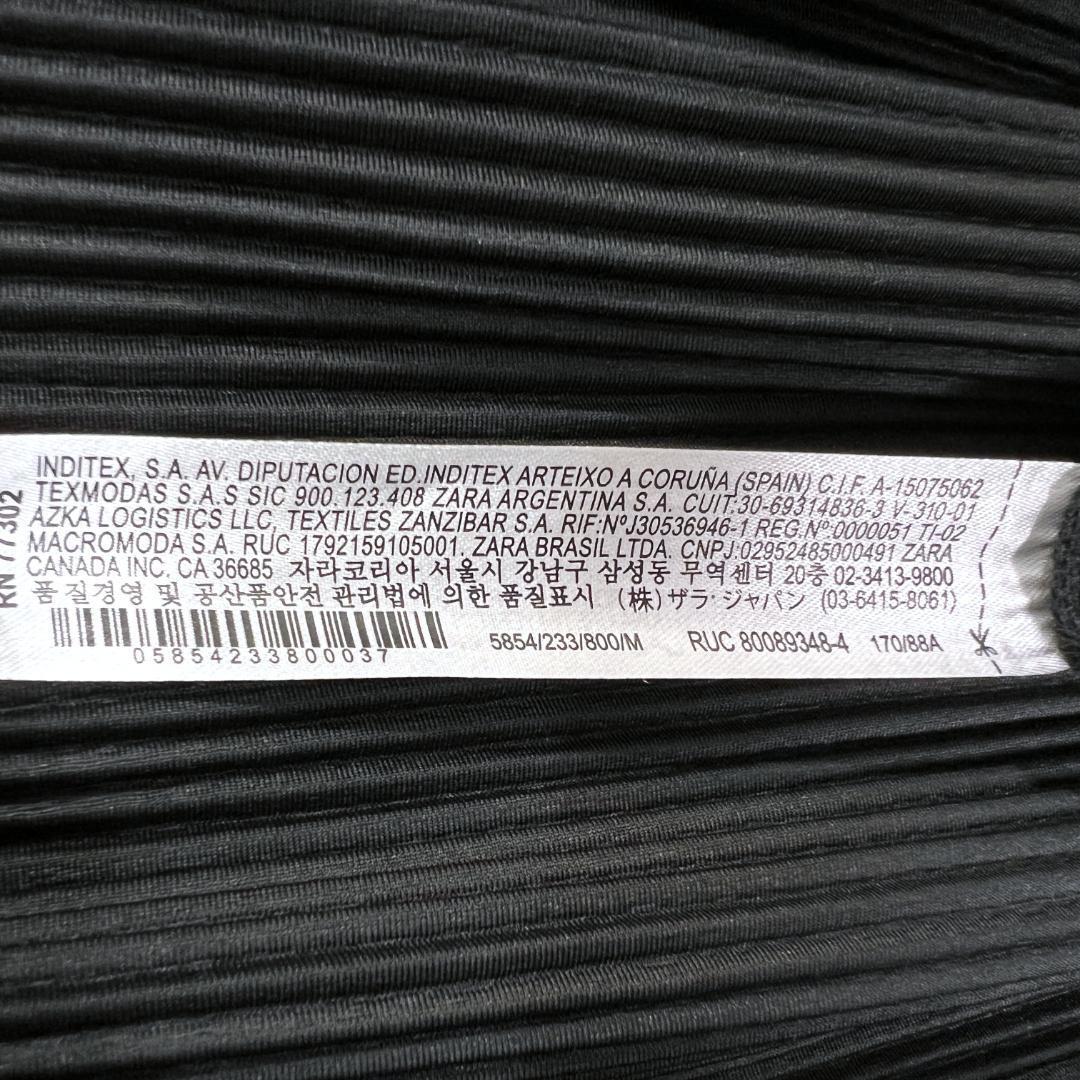 INDITEX, S.A. AV. DIPUTACION ED.INDITEX ARTEIXO A CORUÑA (SPAIN) C.I.F. A-15075062
TEXMODAS S.A.S SIC 900.123.408 ZARA ARGENTINA S.A. CUIT:30-69314836-3 V-310-01
AZKA LOGISTICS LLC, TEXTILES ZANZIBAR S.A. RIF:NºJ30536946-1 REG.Nº0000051 TI-02
MACROMODA S.A. RUC 1792159105001. ZARA BRASIL LTDA. CNPJ:02952485000491 ZARA
CANADA INC. CA 36685 자라코리아 서울시 강남구 삼성동 무역센터 20층 02-3413-9800
품질경영 및 공산품안전 관리법에 의한 품질표시 (株)ザラ・ジャパン (03-6415-8061)
05854233800037 5854/233/800/M RUC 80089348-4 170/88A
RN 77302